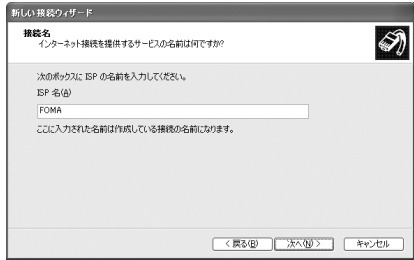 新しい接続ウィザード
接続名
インターネット接続を提供するサービスの名前は何ですか?
次のボックスに ISP の名前を入力してください。
ISP 名(A)
FOMA
ここに入力された名前は作成している接続の名前になります。
< 戻る(B) 次へ(N) > キャンセル